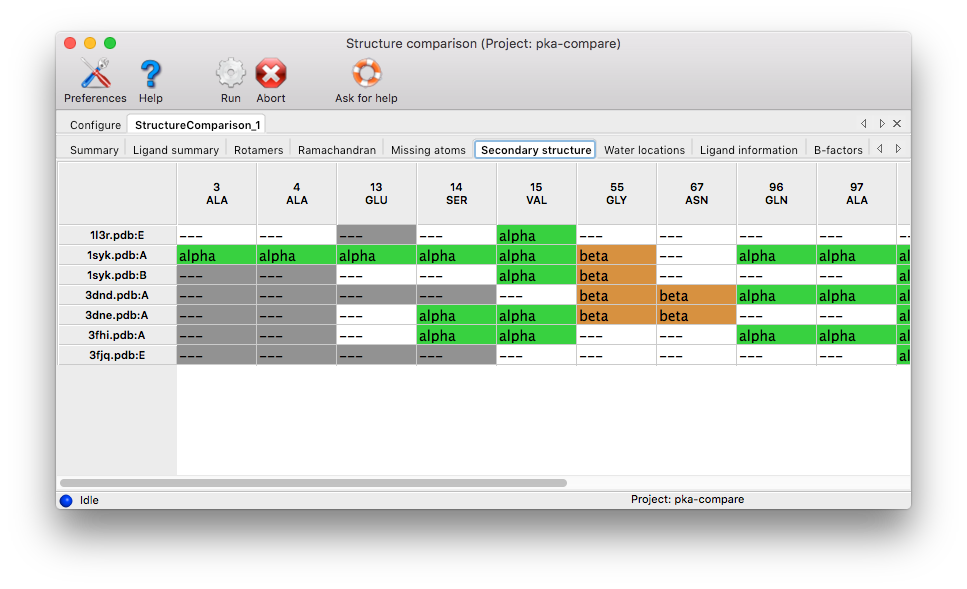 Structure comparison (Project: pka-compare)
Preferences Help Run Abort Ask for help
Configure StructureComparison_1
Summary Ligand summary Rotamers Ramachandran Missing atoms Secondary structure Water locations Ligand information B-factors
3 4 13 14 15 55 67 96 97
ALA ALA GLU SER VAL GLY ASN GLN ALA
1l3r.pdb:E --- --- --- --- alpha --- --- --- --- --
1syk.pdb:A alpha alpha alpha alpha alpha beta --- alpha alpha al
1syk.pdb:B --- --- --- --- alpha beta --- --- --- al
3dnd.pdb:A --- --- --- --- --- beta beta alpha alpha al
3dne.pdb:A --- --- --- alpha alpha beta beta --- --- al
3fhi.pdb:A --- --- --- alpha alpha --- --- alpha alpha al
3fjq.pdb:E --- --- --- --- --- --- --- --- --- al
Idle Project: pka-compare